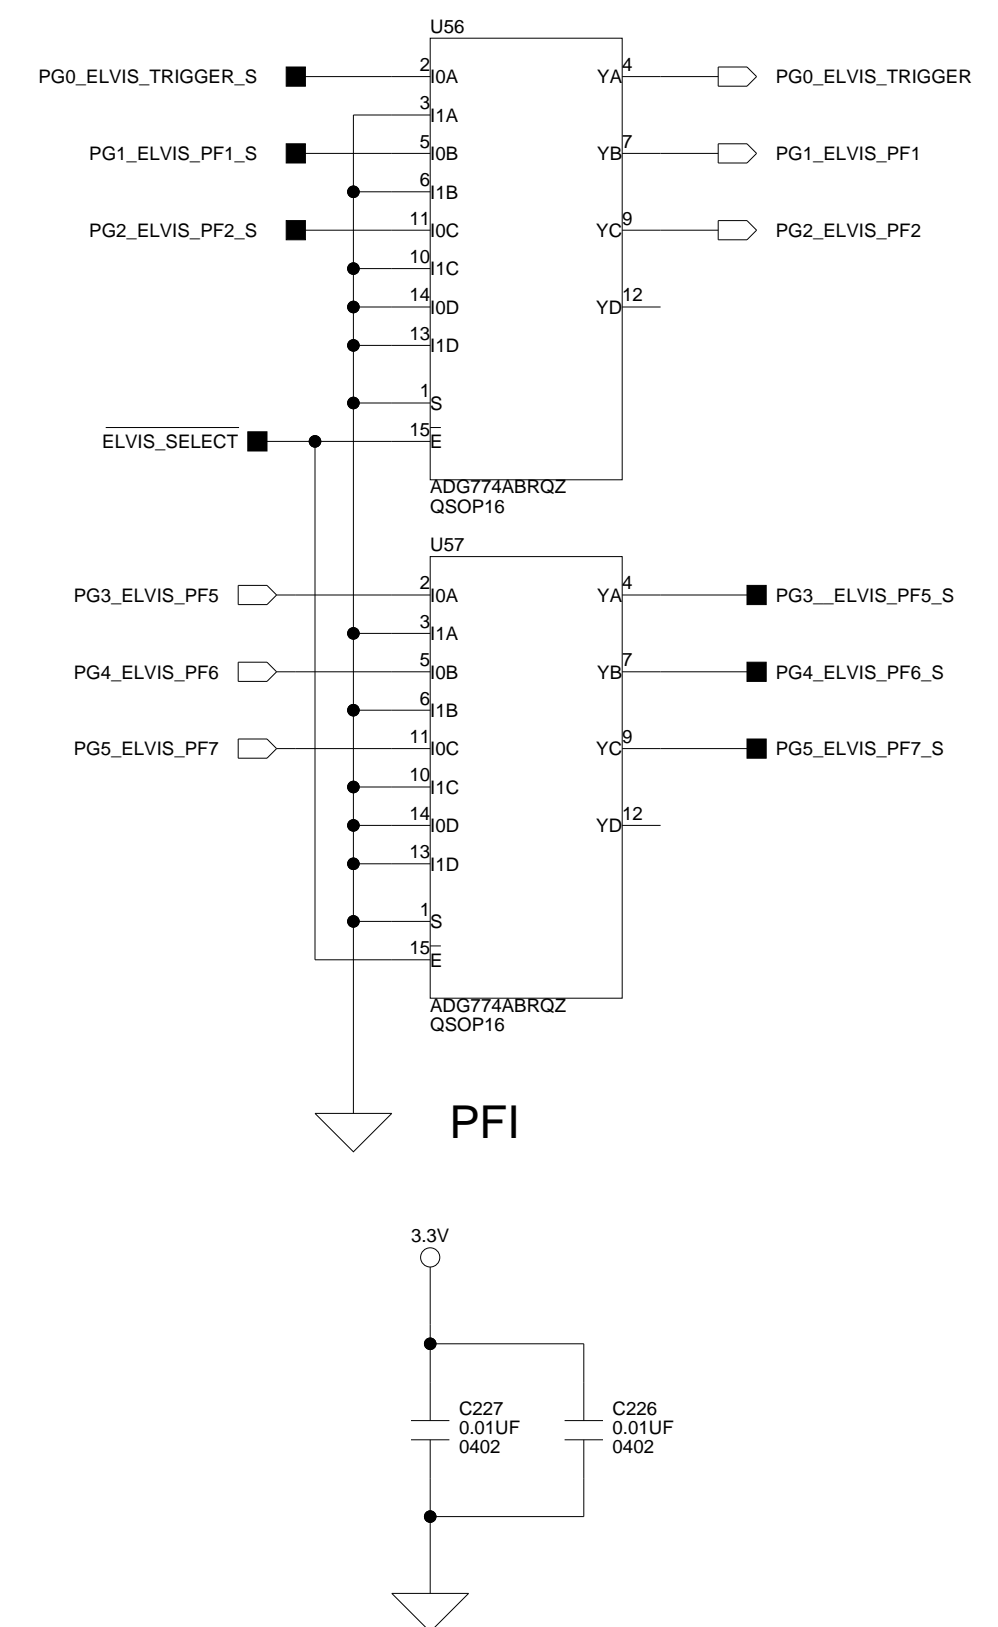 U56
PG0_ELVIS_TRIGGER_S 2 I0A YA 4 PG0_ELVIS_TRIGGER
3 I1A
PG1_ELVIS_PF1_S 5 I0B YB 7 PG1_ELVIS_PF1
6 I1B
PG2_ELVIS_PF2_S 11 I0C YC 9 PG2_ELVIS_PF2
10 I1C
14 I0D YD 12
13 I1D
1 S
ELVIS_SELECT 15 E
ADG774ABRQZ
QSOP16
U57
PG3_ELVIS_PF5 2 I0A YA 4 PG3__ELVIS_PF5_S
3 I1A
PG4_ELVIS_PF6 5 I0B YB 7 PG4_ELVIS_PF6_S
6 I1B
PG5_ELVIS_PF7 11 I0C YC 9 PG5_ELVIS_PF7_S
10 I1C
14 I0D YD 12
13 I1D
1 S
15 E
ADG774ABRQZ
QSOP16
PFI
3.3V
C227 C226
0.01UF 0.01UF
0402 0402